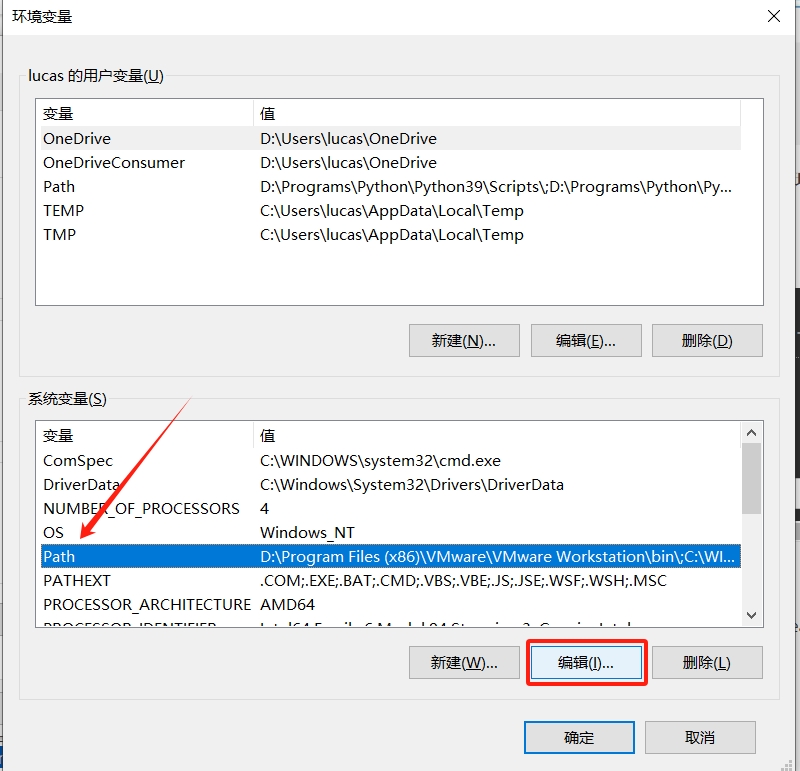 环境变量
lucas 的用户变量(U)
变量 值
OneDrive D:\Users\lucas\OneDrive
OneDriveConsumer D:\Users\lucas\OneDrive
Path D:\Programs\Python\Python39\Scripts\;D:\Programs\Python\Py...
TEMP C:\Users\lucas\AppData\Local\Temp
TMP C:\Users\lucas\AppData\Local\Temp
新建(N)... 编辑(E)... 删除(D)
系统变量(S)
变量 值
ComSpec C:\WINDOWS\system32\cmd.exe
DriverData C:\Windows\System32\Drivers\DriverData
NUMBER_OF_PROCESSORS 4
OS Windows_NT
Path D:\Program Files (x86)\VMware\VMware Workstation\bin\;C:\WI...
PATHEXT .COM;.EXE;.BAT;.CMD;.VBS;.VBE;.JS;.JSE;.WSF;.WSH;.MSC
PROCESSOR_ARCHITECTURE AMD64
新建(W)... 编辑(I)... 删除(L)
确定 取消